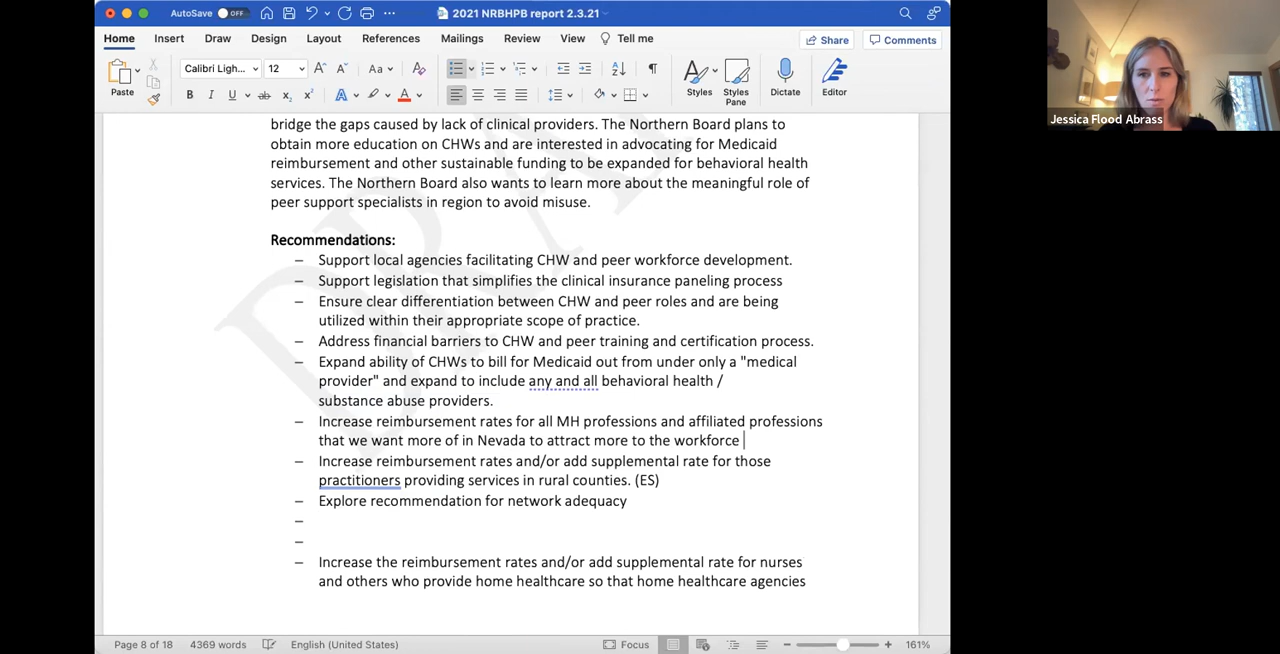 AutoSave OFF
2021 NRBHPB report 2.3.21
Home Insert Draw Design Layout References Mailings Review View Tell me Share Comments
Calibri Ligh... 12
Paste
Styles Styles Pane Dictate Editor
bridge the gaps caused by lack of clinical providers. The Northern Board plans to
obtain more education on CHWs and are interested in advocating for Medicaid
reimbursement and other sustainable funding to be expanded for behavioral health
services. The Northern Board also wants to learn more about the meaningful role of
peer support specialists in region to avoid misuse.
Recommendations:
– Support local agencies facilitating CHW and peer workforce development.
– Support legislation that simplifies the clinical insurance paneling process
– Ensure clear differentiation between CHW and peer roles and are being
utilized within their appropriate scope of practice.
– Address financial barriers to CHW and peer training and certification process.
– Expand ability of CHWs to bill for Medicaid out from under only a "medical
provider" and expand to include any and all behavioral health /
substance abuse providers.
– Increase reimbursement rates for all MH professions and affiliated professions
that we want more of in Nevada to attract more to the workforce
– Increase reimbursement rates and/or add supplemental rate for those
practitioners providing services in rural counties. (ES)
– Explore recommendation for network adequacy
–
–
– Increase the reimbursement rates and/or add supplemental rate for nurses
and others who provide home healthcare so that home healthcare agencies
Page 8 of 18 4369 words English (United States) Focus 161%
Jessica Flood Abrass